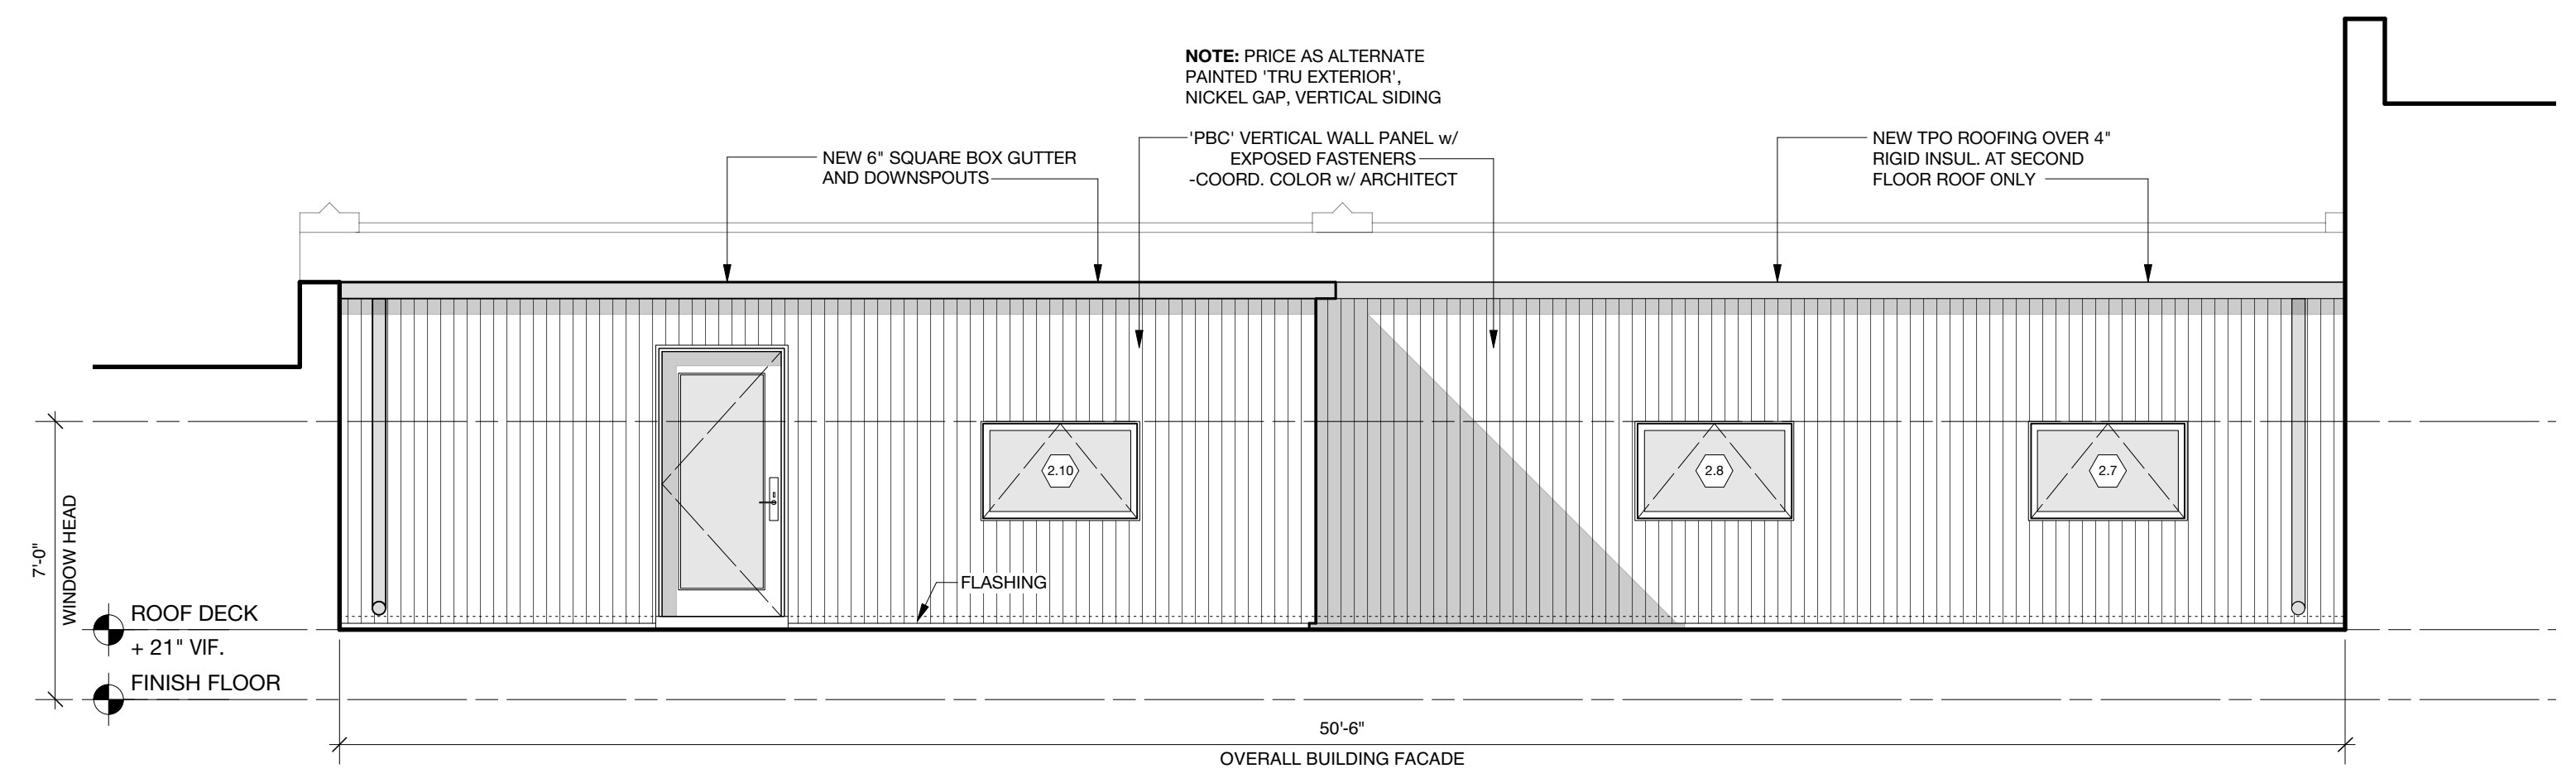 NOTE: PRICE AS ALTERNATE
PAINTED 'TRU EXTERIOR',
NICKEL GAP, VERTICAL SIDING
NEW 6" SQUARE BOX GUTTER
AND DOWNSPOUTS
'PBC' VERTICAL WALL PANEL w/
EXPOSED FASTENERS
-COORD. COLOR w/ ARCHITECT
NEW TPO ROOFING OVER 4"
RIGID INSUL. AT SECOND
FLOOR ROOF ONLY
2.10
2.8
2.7
7'-0"
WINDOW HEAD
FLASHING
ROOF DECK
+ 21" VIF.
FINISH FLOOR
50'-6"
OVERALL BUILDING FACADE